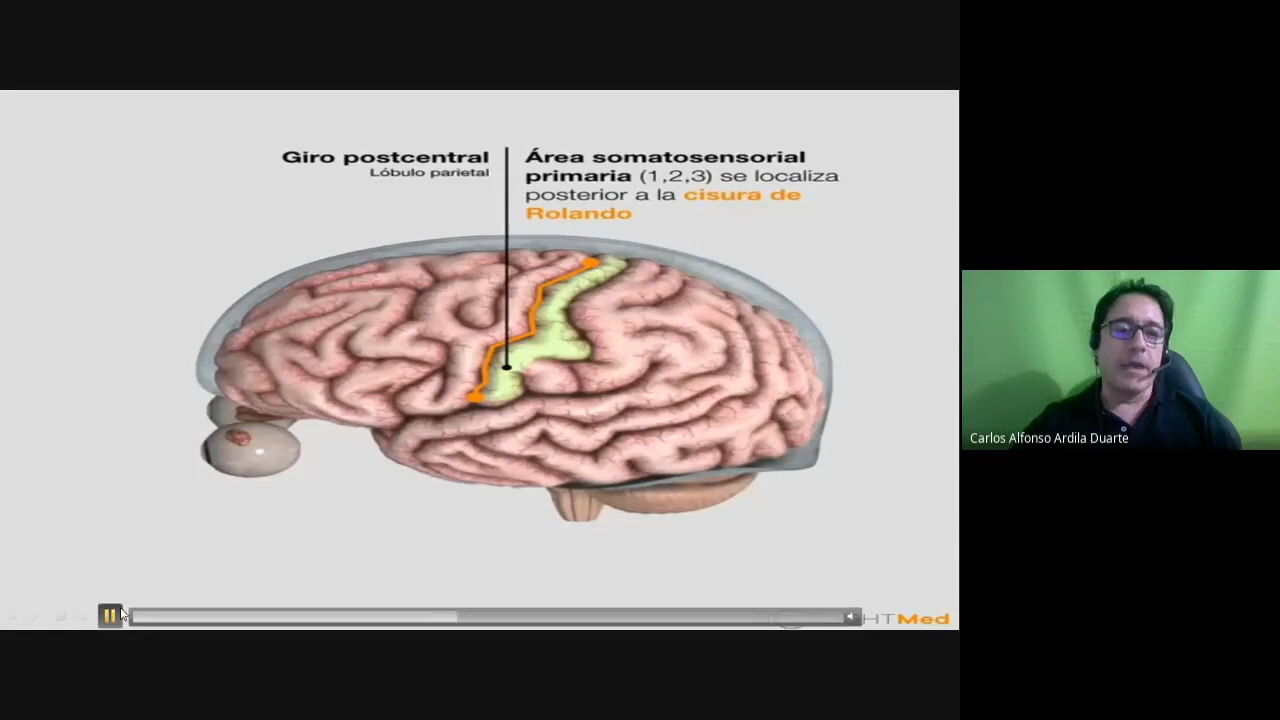 Giro postcentral
Lóbulo parietal
Área somatosensorial
primaria (1,2,3) se localiza
posterior a la cisura de
Rolando
Carlos Alfonso Ardila Duarte
HTMed